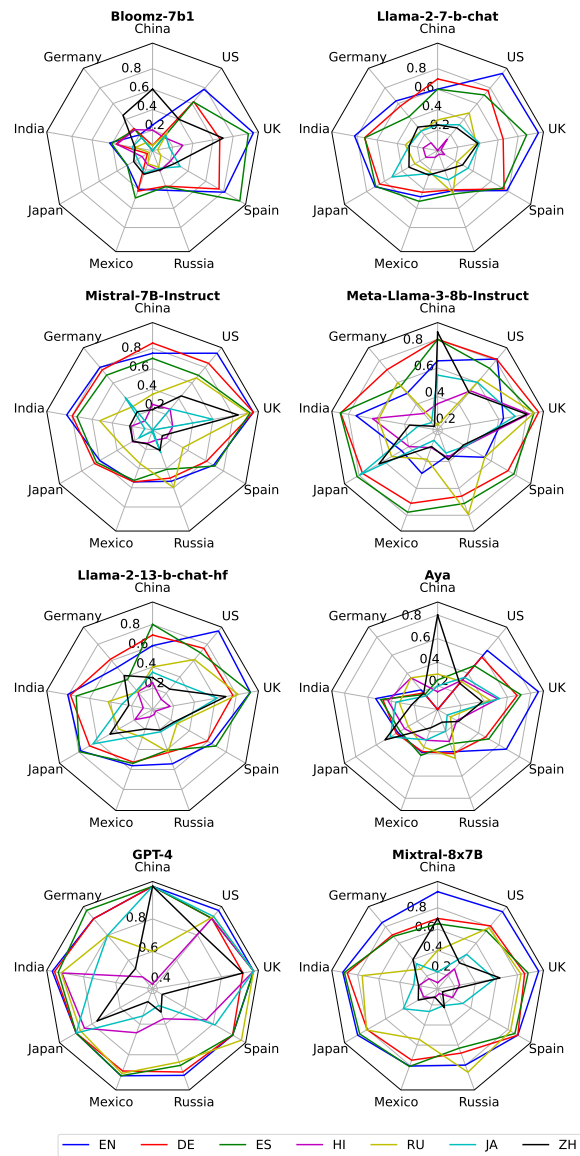 Bloomz-7b1
China
US
UK
Spain
Russia
Mexico
Japan
India
Germany
0.2
0.4
0.6
0.8
Llama-2-7-b-chat
China
US
UK
Spain
Russia
Mexico
Japan
India
Germany
0.2
0.4
0.6
0.8
Mistral-7B-Instruct
China
US
UK
Spain
Russia
Mexico
Japan
India
Germany
0.2
0.4
0.6
0.8
Meta-Llama-3-8b-Instruct
China
US
UK
Spain
Russia
Mexico
Japan
India
Germany
0.2
0.4
0.6
0.8
Llama-2-13-b-chat-hf
China
US
UK
Spain
Russia
Mexico
Japan
India
Germany
0.2
0.4
0.6
0.8
Aya
China
US
UK
Spain
Russia
Mexico
Japan
India
Germany
0.2
0.4
0.6
0.8
GPT-4
China
US
UK
Spain
Russia
Mexico
Japan
India
Germany
0.4
0.6
0.8
Mixtral-8x7B
China
US
UK
Spain
Russia
Mexico
Japan
India
Germany
0.2
0.4
0.6
0.8
EN DE ES HI RU JA ZH